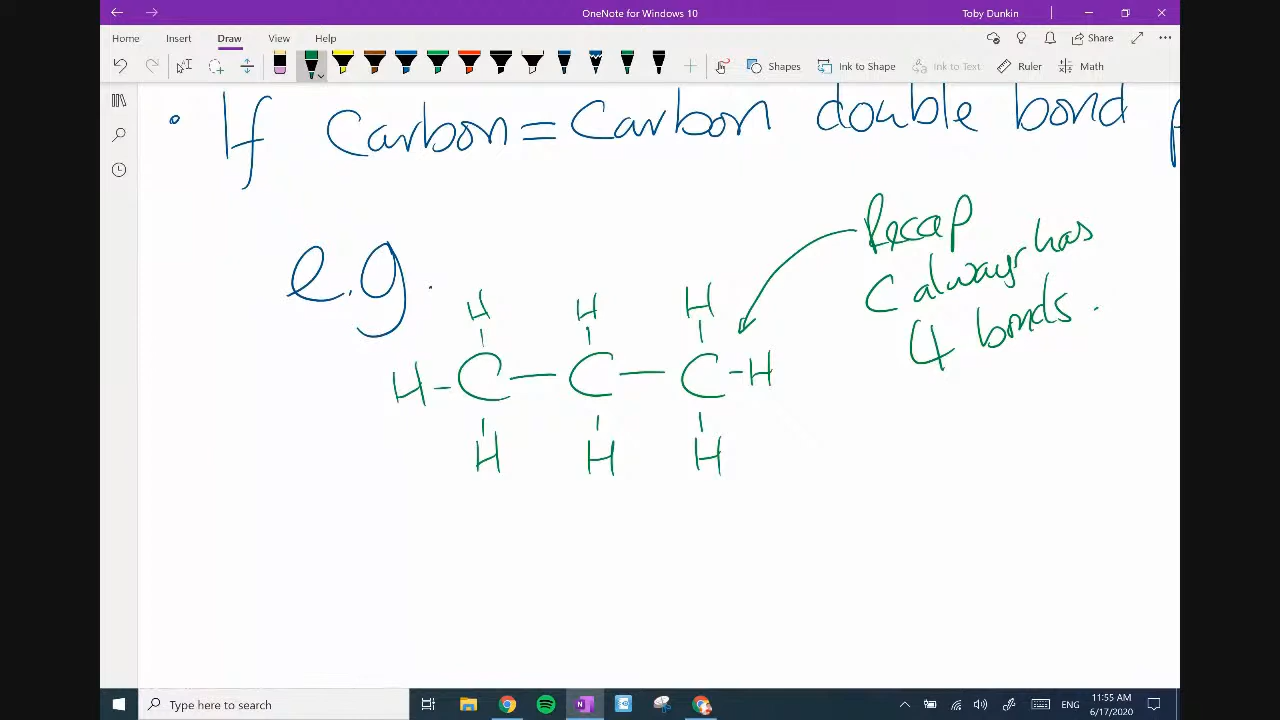 OneNote for Windows 10
Toby Dunkin
Home Insert Draw View Help
Share
Shapes Ink to Shape Ink to Text Ruler Math
• If Carbon=Carbon double bond
e.g.
Recap
C always has
4 bonds.
H H H
H-C—C—C-H
H H H
Type here to search
ENG
11:55 AM
6/17/2020